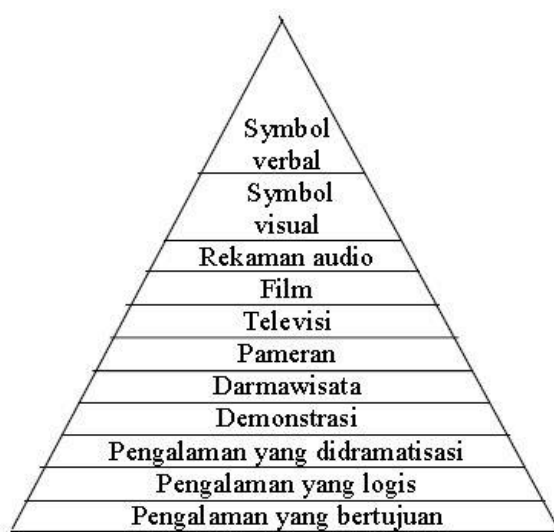 Symbol
verbal
Symbol
visual
Rekaman audio
Film
Televisi
Pameran
Darmawisata
Demonstrasi
Pengalaman yang didramatisasi
Pengalaman yang logis
Pengalaman yang bertujuan